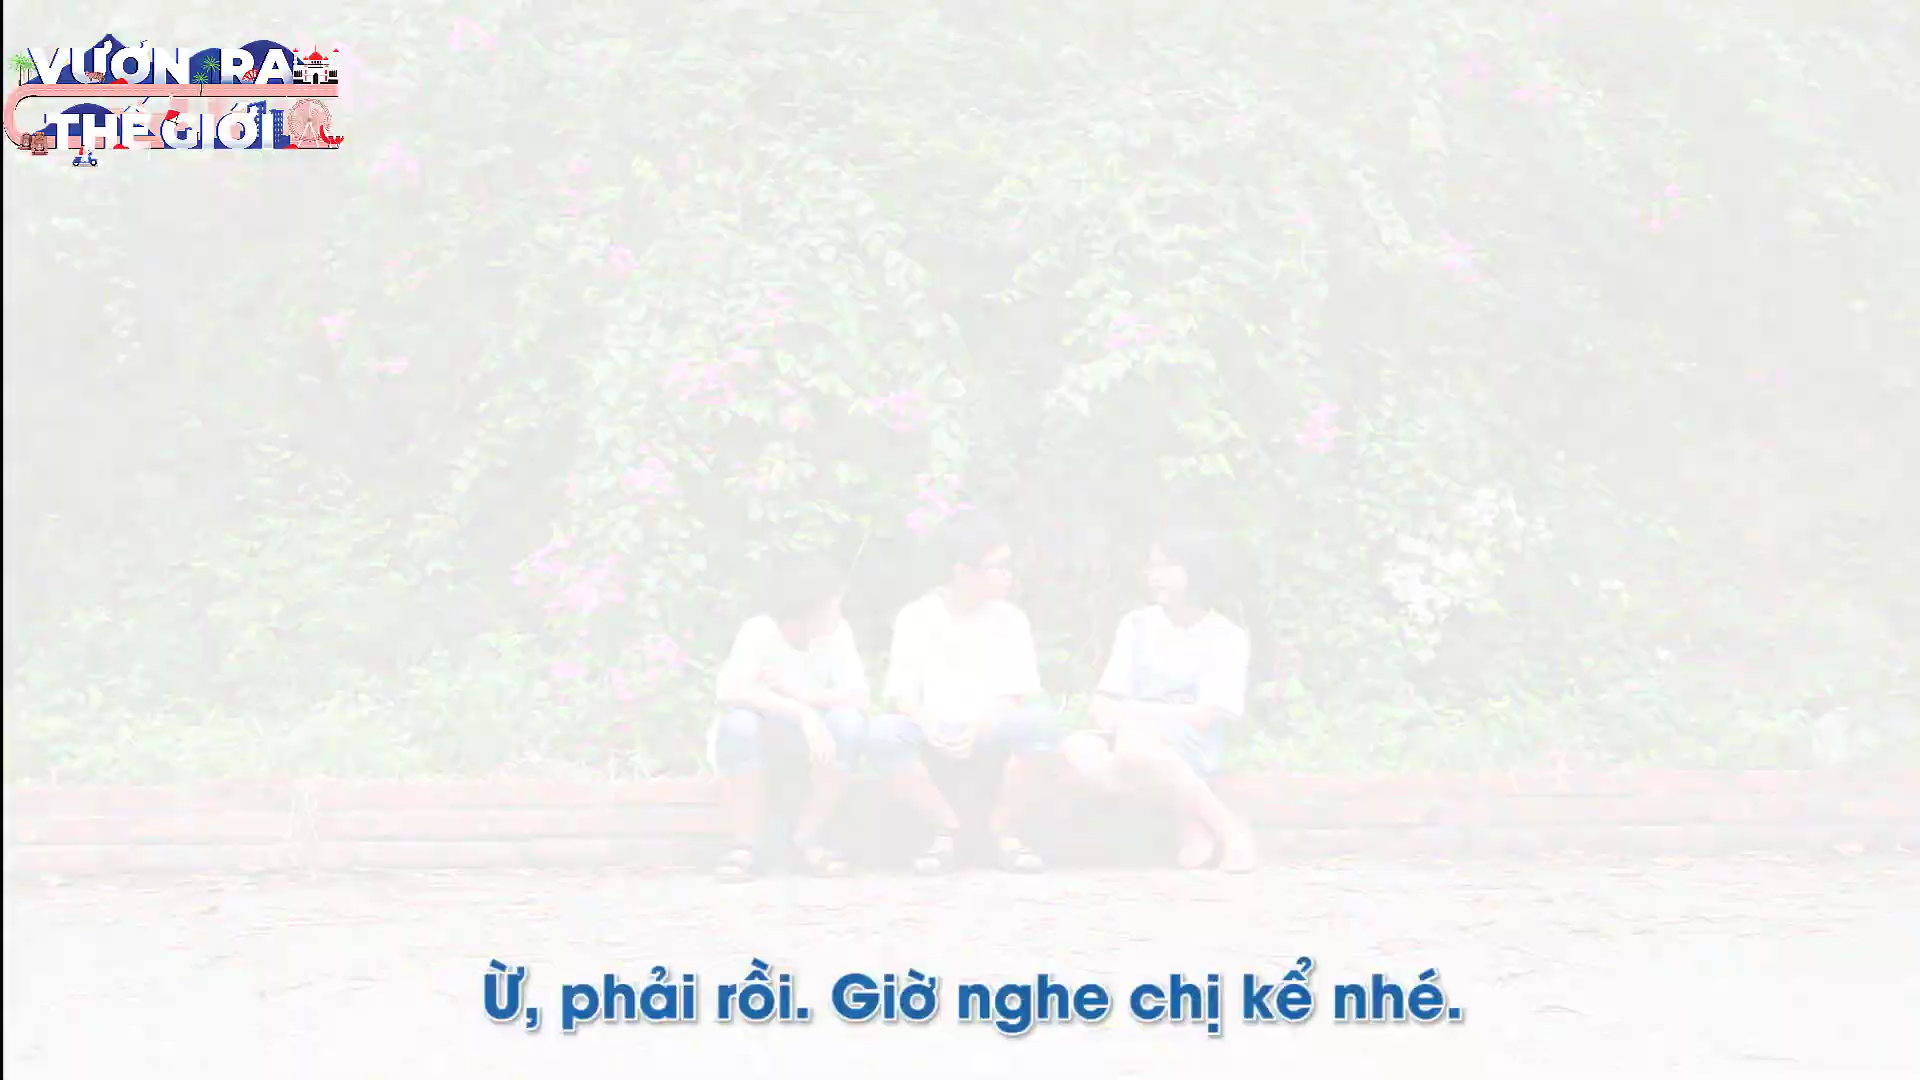 VƯƠN RA
THẾ GIỚI
Ừ, phải rồi. Giờ nghe chị kể nhé.